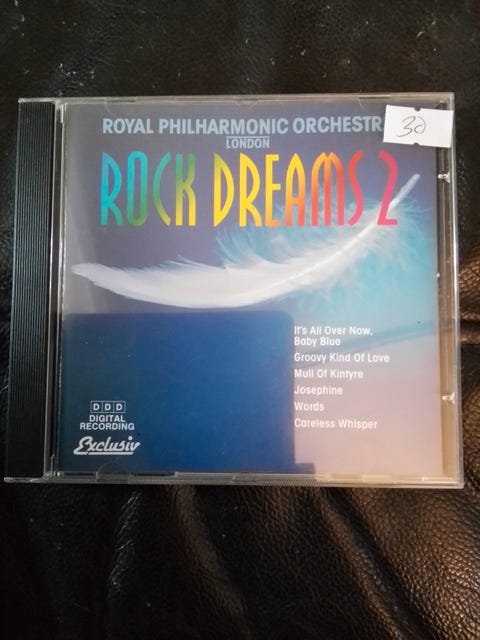 ROYAL PHILHARMONIC ORCHESTR
30
LONDON
ROCK DREAMS 2
It's All Over Now,
Baby Blue
Groovy Kind Of Love
Mull Of Kintyre
Josephine
Words
Careless Whisper
DDD
DIGITAL
RECORDING
Exclusiv